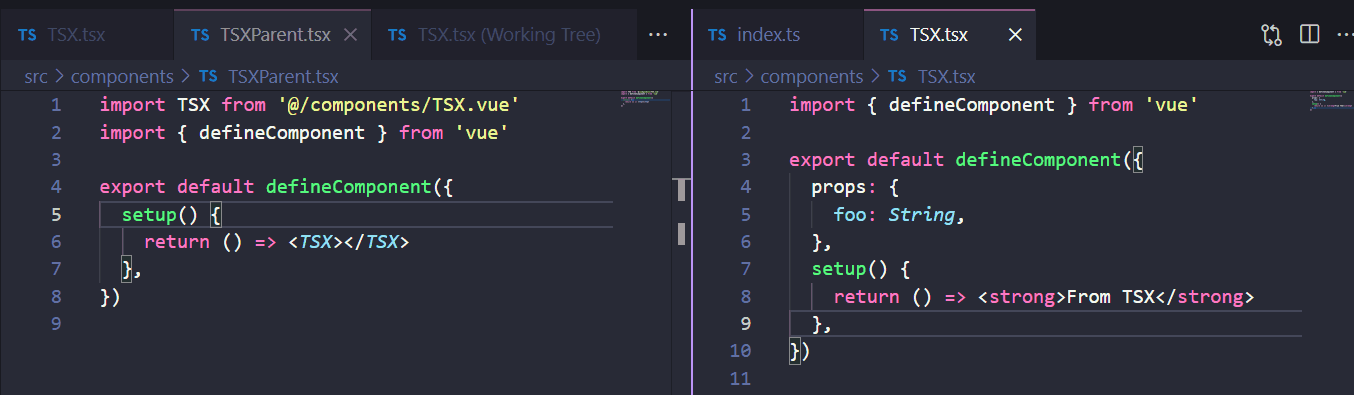 TS TSX.tsx TS TSXParent.tsx TS TSX.tsx (Working Tree)
src > components > TS TSXParent.tsx
1 import TSX from '@/components/TSX.vue'
2 import { defineComponent } from 'vue'
3
4 export default defineComponent({
5 setup() {
6 return () => <TSX></TSX>
7 },
8 })
9
TS index.ts TS TSX.tsx
src > components > TS TSX.tsx
1 import { defineComponent } from 'vue'
2
3 export default defineComponent({
4 props: {
5 foo: String,
6 },
7 setup() {
8 return () => <strong>From TSX</strong>
9 },
10 })
11